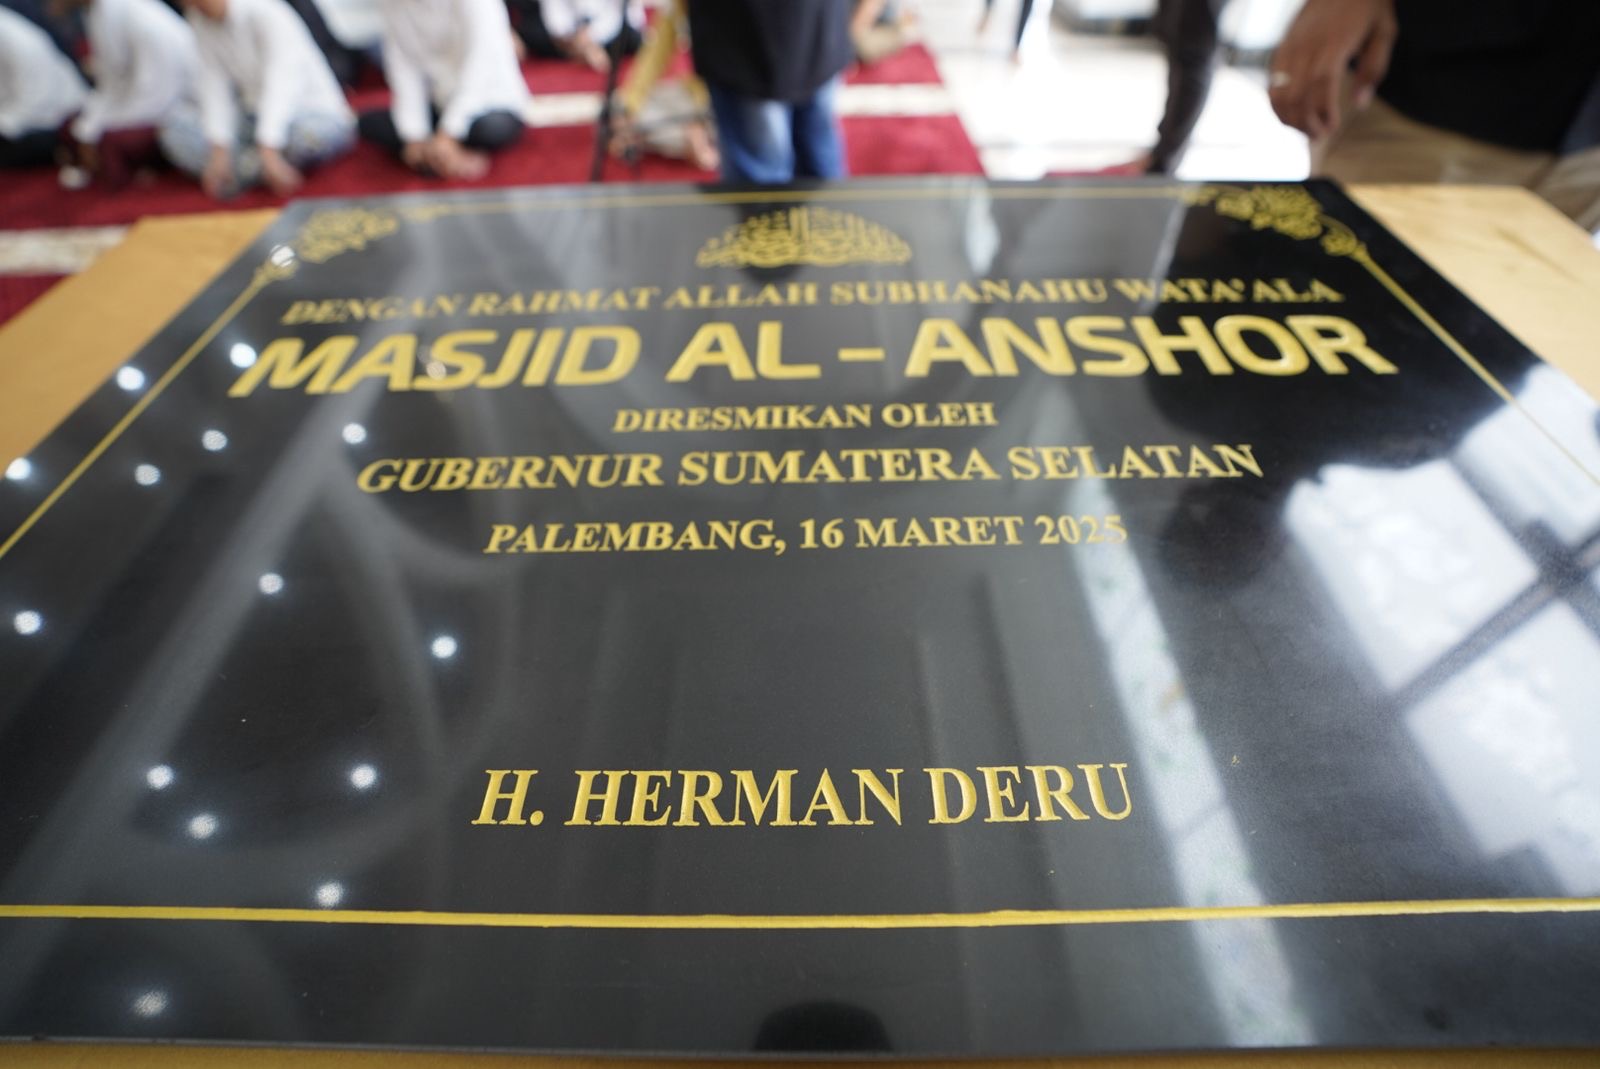 DENGAN RAHMAT ALLAH SUBHANAHU WATA'ALA
MASJID AL - ANSHOR
DIRESMIKAN OLEH
GUBERNUR SUMATERA SELATAN
PALEMBANG, 16 MARET 2025
H. HERMAN DERU